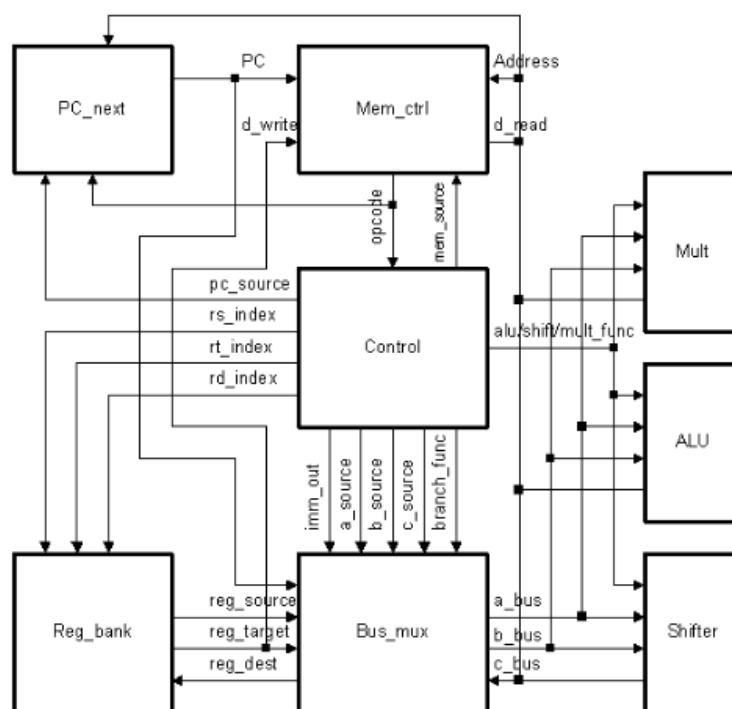 PC
Address
PC_next
Mem_ctrl
d_write
d_read
opcode
mem_source
Mult
pc_source
rs_index
alu/shift/mult_func
rt_index
Control
rd_index
ALU
imm_out
a_source
b_source
c_source
branch_func
reg_source
a_bus
Reg_bank
reg_target
Bus_mux
b_bus
Shifter
reg_dest
c_bus